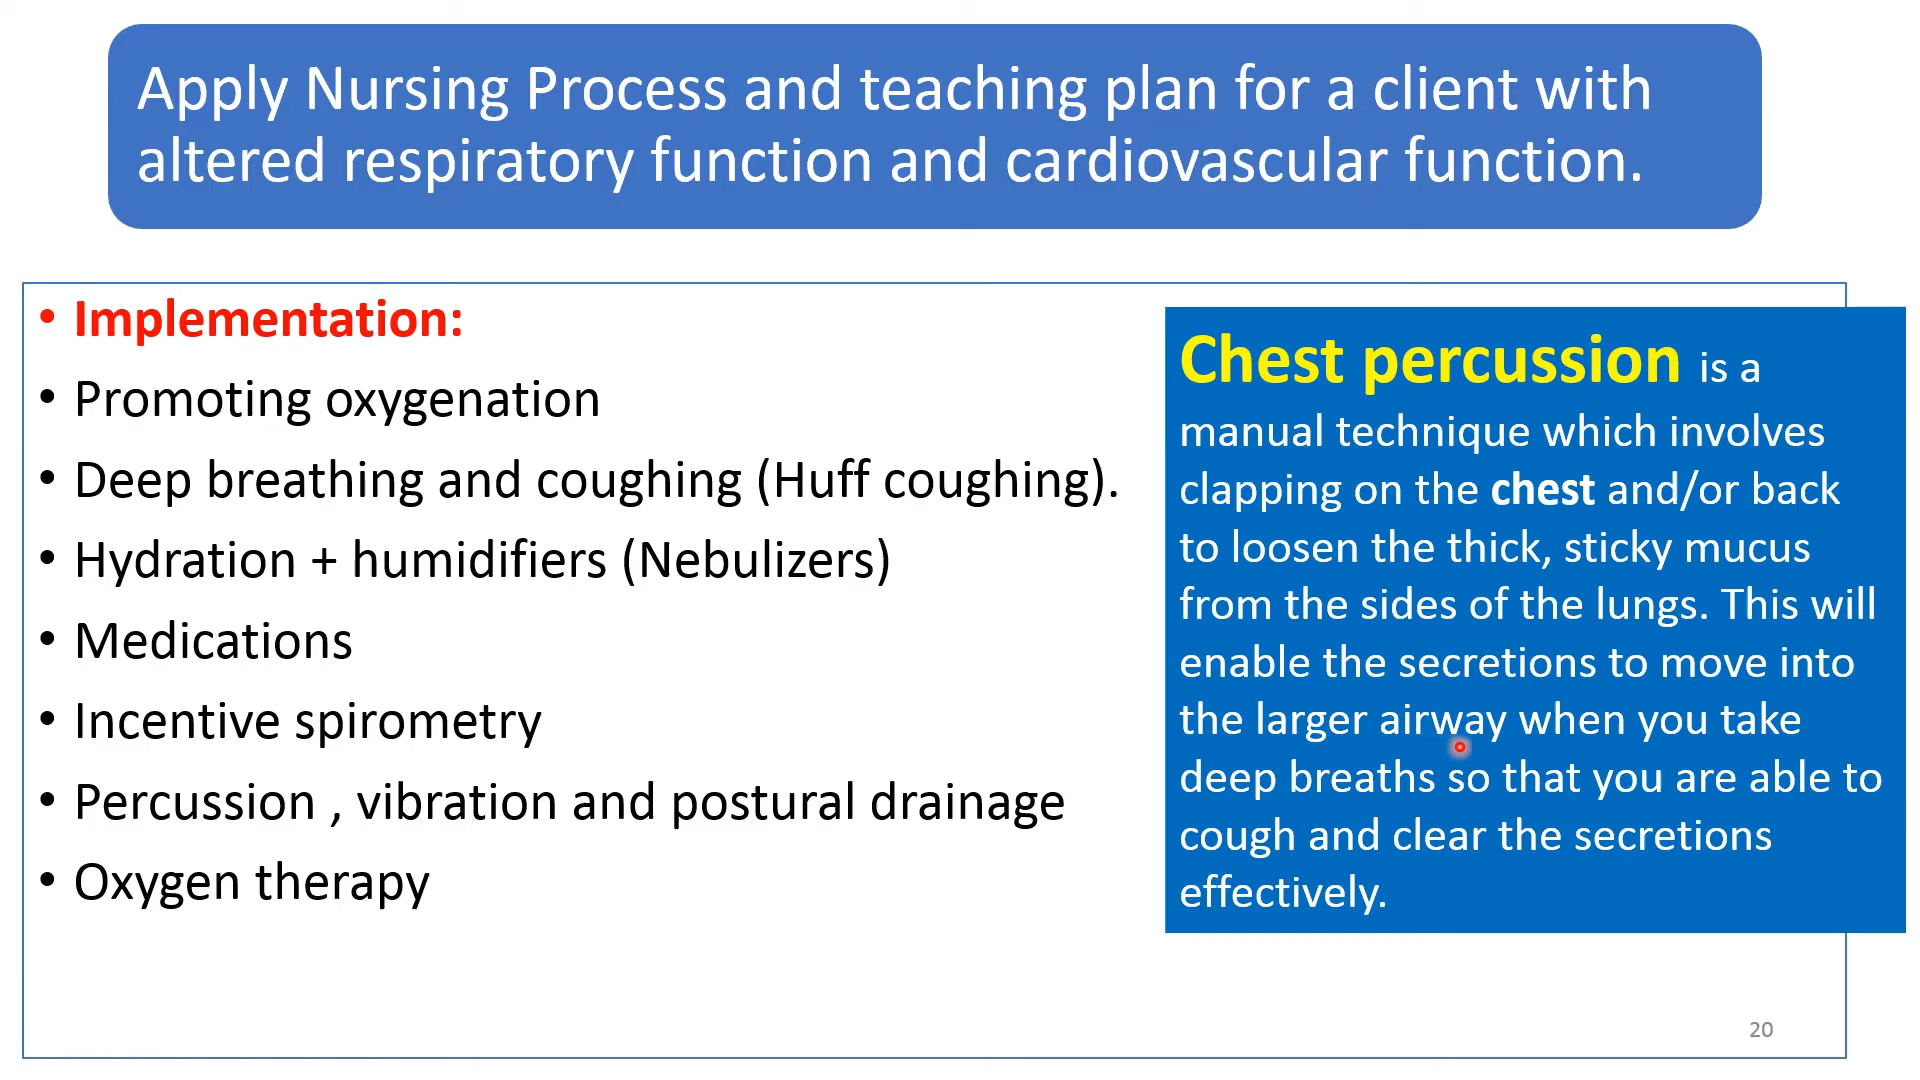 Apply Nursing Process and teaching plan for a client with
altered respiratory function and cardiovascular function.
• Implementation:
• Promoting oxygenation
• Deep breathing and coughing (Huff coughing).
• Hydration + humidifiers (Nebulizers)
• Medications
• Incentive spirometry
• Percussion , vibration and postural drainage
• Oxygen therapy
Chest percussion is a
manual technique which involves
clapping on the chest and/or back
to loosen the thick, sticky mucus
from the sides of the lungs. This will
enable the secretions to move into
the larger airway when you take
deep breaths so that you are able to
cough and clear the secretions
effectively.
20